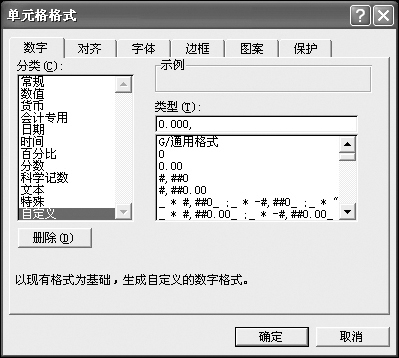 单元格格式
数字 对齐 字体 边框 图案 保护
分类(C):
常规
数值
货币
会计专用
日期
时间
百分比
分数
科学记数
文本
特殊
自定义
示例
类型(T):
0.000,
G/通用格式
0
0.00
#,##0
#,##0.00
_ * #,##0_ ;_ * -#,##0_ ;_ * "
_ * #,##0.00_ ;_ * -#,##0.00_
删除(D)
以现有格式为基础，生成自定义的数字格式。
确定 取消